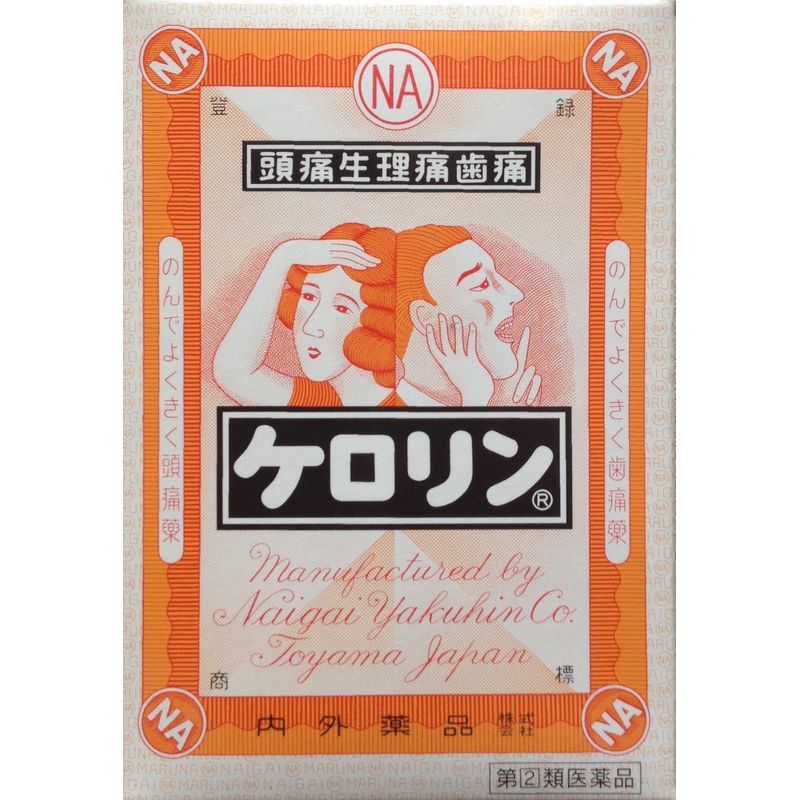 NA
NA
NA
登 録
頭痛生理痛歯痛
のんでよくきく頭痛薬
のんでよくきく歯痛薬
ケロリン®
Manufactured by
Naigai Yakuhin Co.
Toyama Japan
商 標
NA
NA
内外薬品株式会社
第②類医薬品